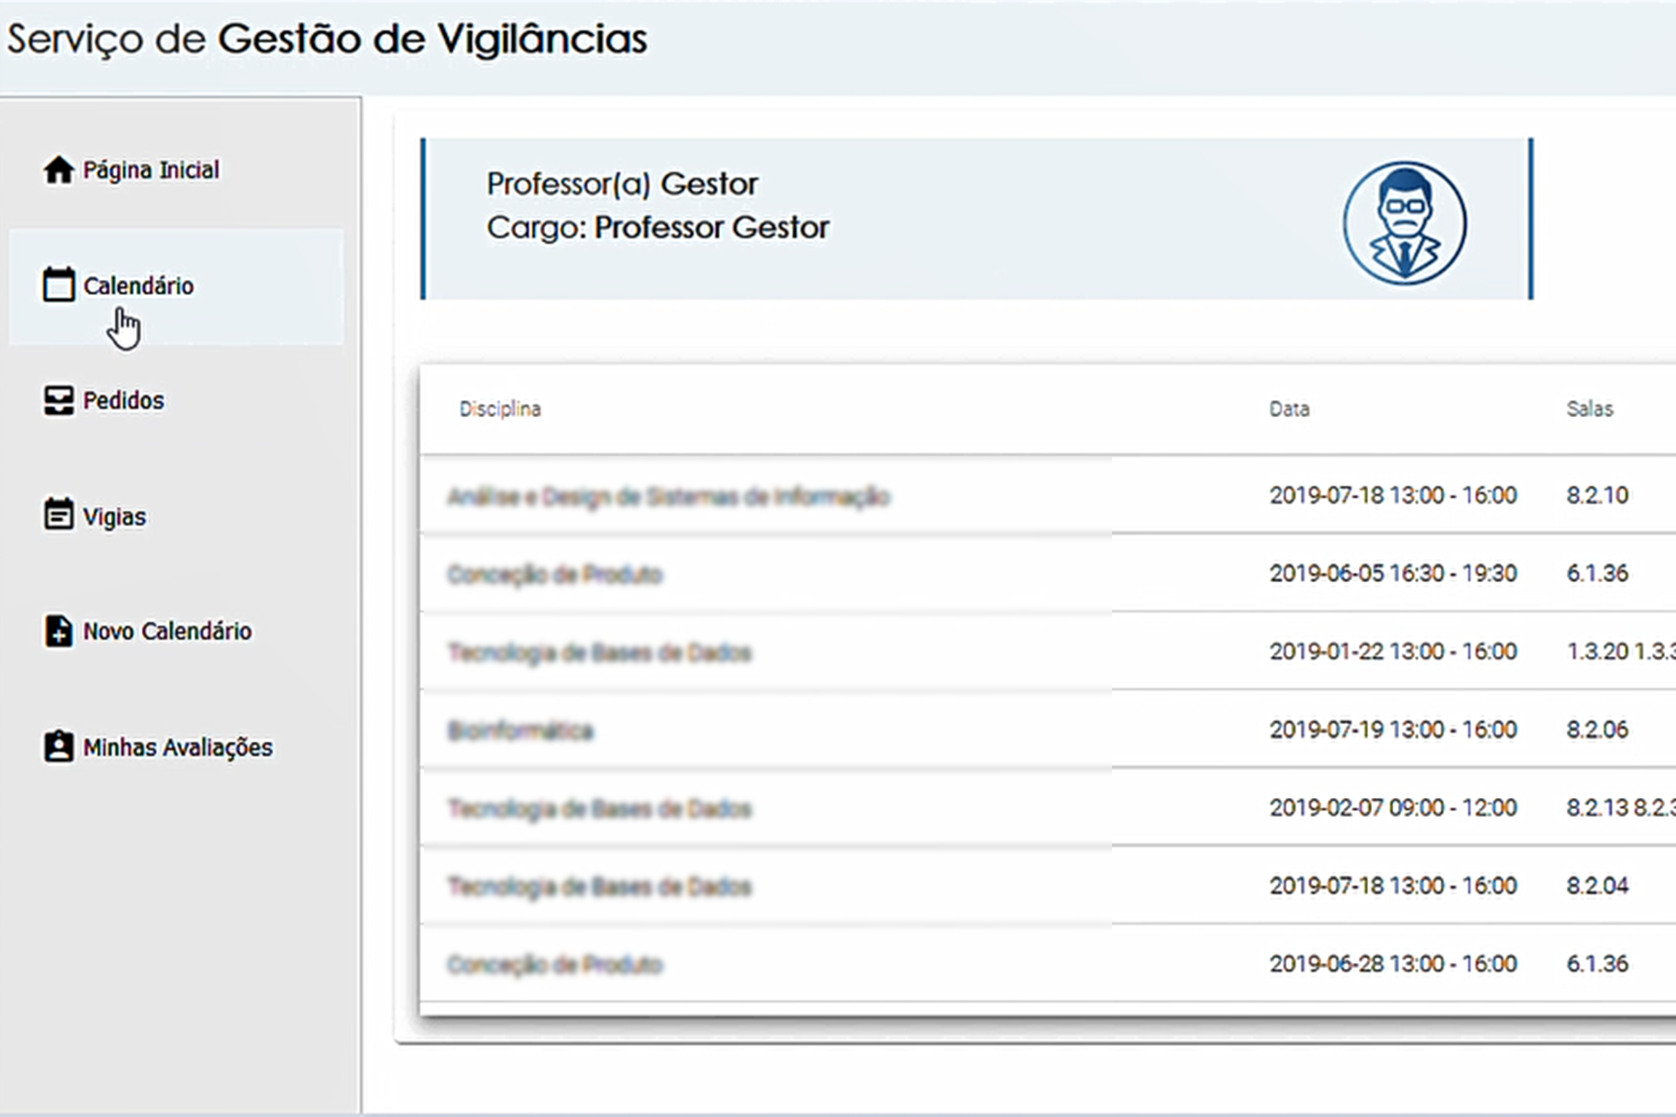 Serviço de Gestão de Vigilâncias
Página Inicial
Calendário
Pedidos
Vigias
Novo Calendário
Minhas Avaliações
Professor(a) Gestor
Cargo: Professor Gestor
Disciplina Data Salas
Análise e Design de Sistemas de Informação 2019-07-18 13:00 - 16:00 8.2.10
Conceção de Produto 2019-06-05 16:30 - 19:30 6.1.36
Tecnologia de Bases de Dados 2019-01-22 13:00 - 16:00 1.3.20
Bioinformática 2019-07-19 13:00 - 16:00 8.2.06
Tecnologia de Bases de Dados 2019-02-07 09:00 - 12:00 8.2.13
Tecnologia de Bases de Dados 2019-07-18 13:00 - 16:00 8.2.04
Conceção de Produto 2019-06-28 13:00 - 16:00 6.1.36